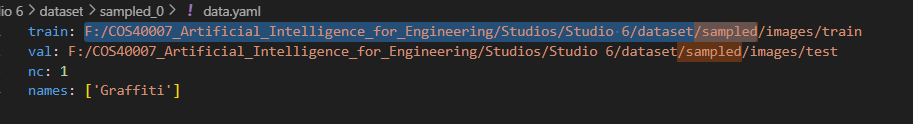 dio 6 > dataset > sampled_0 > ! data.yaml
train: F:/COS40007_Artificial_Intelligence_for_Engineering/Studios/Studio 6/dataset/sampled/images/train
val: F:/COS40007_Artificial_Intelligence_for_Engineering/Studios/Studio 6/dataset/sampled/images/test
nc: 1
names: ['Graffiti']